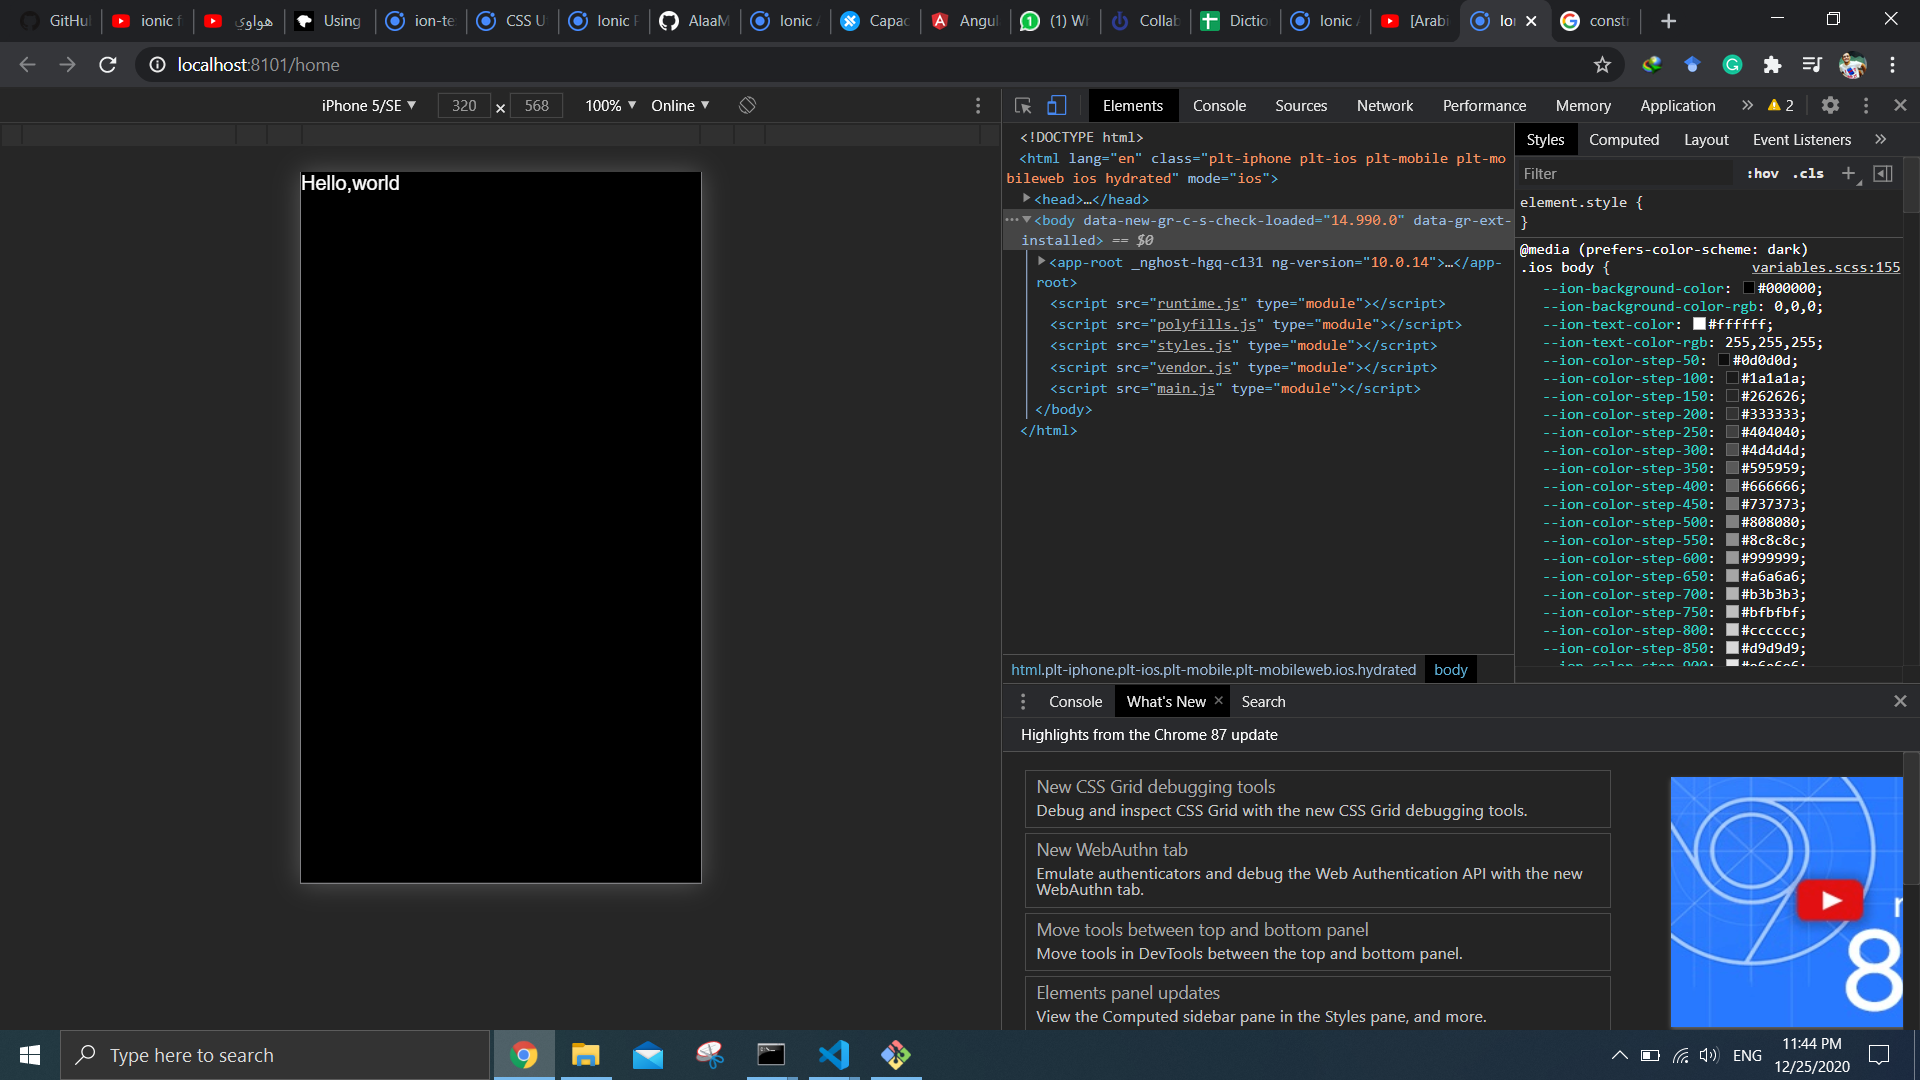 GitHul
ionic f
هواوي
Using
ion-te
CSS U
Ionic F
AlaaM
Ionic
Capac
Angul
(1) W
Collab
Dictio
Ionic
[Arabi
Io
constr
localhost:8101/home
iPhone 5/SE 320 × 568 100% Online
Elements Console Sources Network Performance Memory Application » 2
<!DOCTYPE html>
<html lang="en" class="plt-iphone plt-ios plt-mobile plt-mo
bileweb ios hydrated" mode="ios">
<head>…</head>
<body data-new-gr-c-s-check-loaded="14.990.0" data-gr-ext-
installed> == $0
<app-root _nghost-hgq-c131 ng-version="10.0.14">…</app-
root>
<script src="runtime.js" type="module"></script>
<script src="polyfills.js" type="module"></script>
<script src="styles.js" type="module"></script>
<script src="vendor.js" type="module"></script>
<script src="main.js" type="module"></script>
</body>
</html>
html.plt-iphone.plt-ios.plt-mobile.plt-mobileweb.ios.hydrated body
Styles Computed Layout Event Listeners »
Filter :hov .cls +
element.style {
}
@media (prefers-color-scheme: dark)
.ios body { variables.scss:155
--ion-background-color: #000000;
--ion-background-color-rgb: 0,0,0;
--ion-text-color: #ffffff;
--ion-text-color-rgb: 255,255,255;
--ion-color-step-50: #0d0d0d;
--ion-color-step-100: #1a1a1a;
--ion-color-step-150: #262626;
--ion-color-step-200: #333333;
--ion-color-step-250: #404040;
--ion-color-step-300: #4d4d4d;
--ion-color-step-350: #595959;
--ion-color-step-400: #666666;
--ion-color-step-450: #737373;
--ion-color-step-500: #808080;
--ion-color-step-550: #8c8c8c;
--ion-color-step-600: #999999;
--ion-color-step-650: #a6a6a6;
--ion-color-step-700: #b3b3b3;
--ion-color-step-750: #bfbfbf;
--ion-color-step-800: #cccccc;
--ion-color-step-850: #d9d9d9;
--ion-color-step-900: #e6e6e6;
Hello,world
Console What's New × Search
Highlights from the Chrome 87 update
New CSS Grid debugging tools
Debug and inspect CSS Grid with the new CSS Grid debugging tools.
New WebAuthn tab
Emulate authenticators and debug the Web Authentication API with the new
WebAuthn tab.
Move tools between top and bottom panel
Move tools in DevTools between the top and bottom panel.
Elements panel updates
View the Computed sidebar pane in the Styles pane, and more.
8
Type here to search
ENG
11:44 PM
12/25/2020